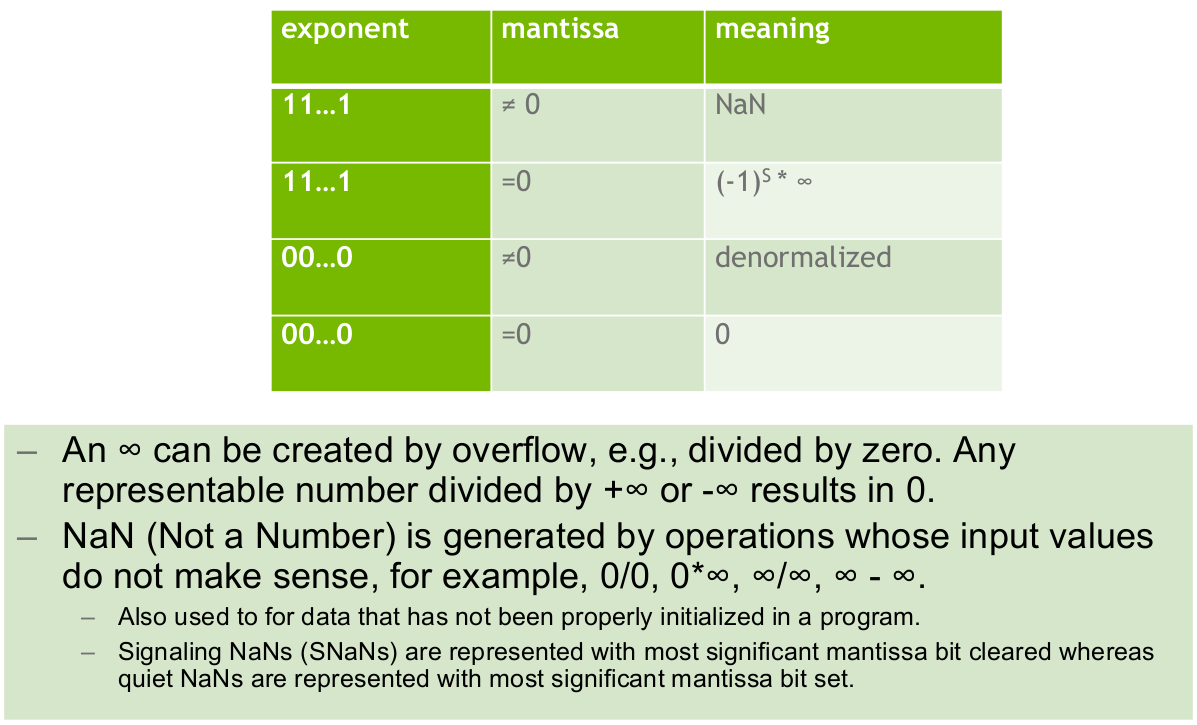 exponent mantissa meaning
11…1 ≠ 0 NaN
11…1 =0 (-1)^S * ∞
00…0 ≠0 denormalized
00…0 =0 0
– An ∞ can be created by overflow, e.g., divided by zero. Any
representable number divided by +∞ or -∞ results in 0.
– NaN (Not a Number) is generated by operations whose input values
do not make sense, for example, 0/0, 0*∞, ∞/∞, ∞ - ∞.
– Also used to for data that has not been properly initialized in a program.
– Signaling NaNs (SNaNs) are represented with most significant mantissa bit cleared whereas
quiet NaNs are represented with most significant mantissa bit set.